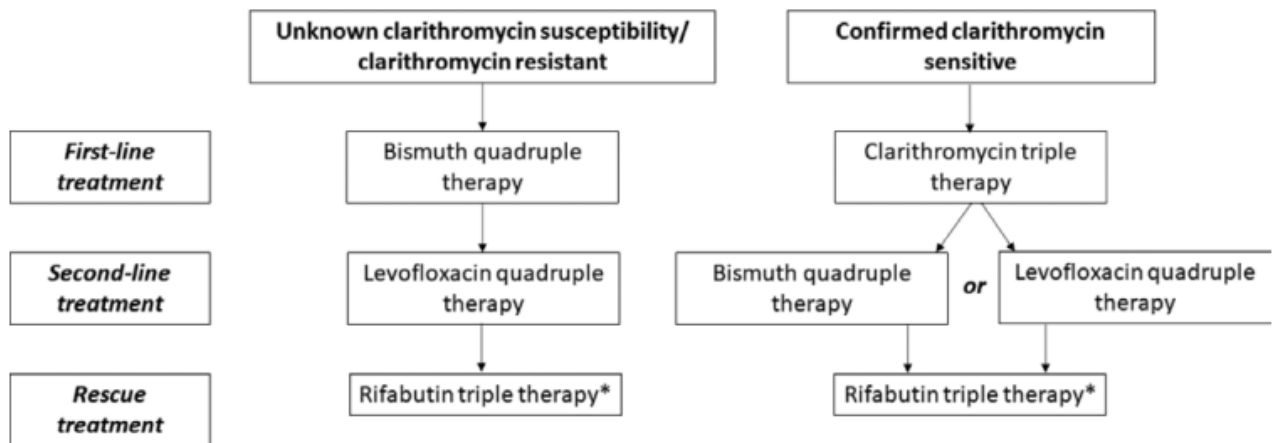 Unknown clarithromycin susceptibility/
clarithromycin resistant
Confirmed clarithromycin
sensitive
First-line
treatment
Bismuth quadruple
therapy
Clarithromycin triple
therapy
Second-line
treatment
Levofloxacin quadruple
therapy
Bismuth quadruple
therapy
or
Levofloxacin quadruple
therapy
Rescue
treatment
Rifabutin triple therapy*
Rifabutin triple therapy*